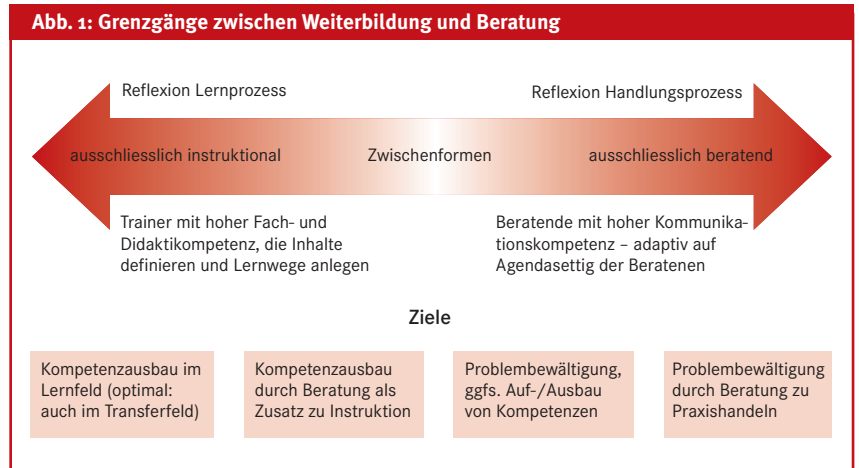 Abb. 1: Grenzgänge zwischen Weiterbildung und Beratung
Reflexion Lernprozess
Reflexion Handlungsprozess
ausschliesslich instruktional
Zwischenformen
ausschliesslich beratend
Trainer mit hoher Fach- und
Didaktikkompetenz, die Inhalte
definieren und Lernwege anlegen
Beratende mit hoher Kommunika-
tionskompetenz – adaptiv auf
Agendasettig der Beratenen
Ziele
Kompetenzausbau im
Lernfeld (optimal:
auch im Transferfeld)
Kompetenzausbau
durch Beratung als
Zusatz zu Instruktion
Problembewältigung,
ggfs. Auf-/Ausbau
von Kompetenzen
Problembewältigung
durch Beratung zu
Praxishandeln